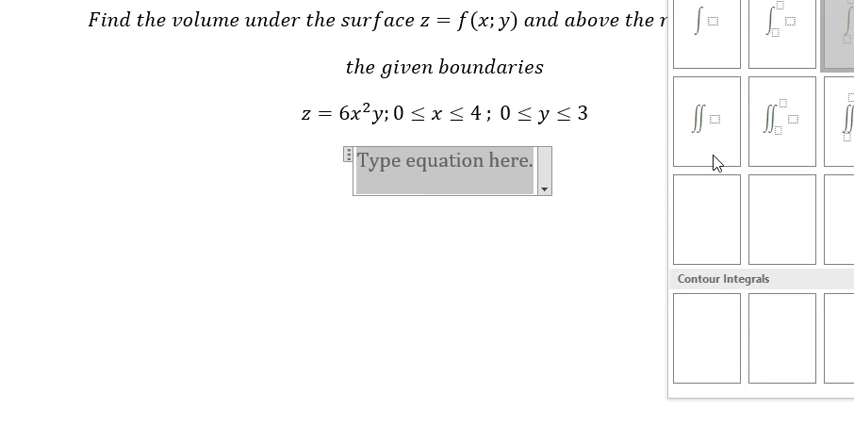 Find the volume under the surface z = f(x; y) and above the
the given boundaries
z = 6x²y; 0 ≤ x ≤ 4 ; 0 ≤ y ≤ 3
Type equation here.
Contour Integrals